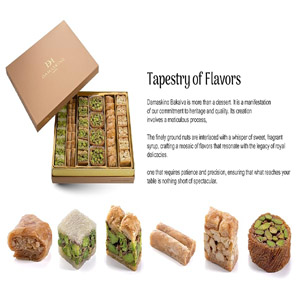 Tapestry of Flavors
Damaskino Baklava is more than a dessert. It is a manifestation
of our commitment to heritage and quality. Its creation
involves a meticulous process,
The finely ground nuts are interlaced with a whisper of sweet, fragrant
syrup, crafting a mosaic of flavors that resonate with the legacy of royal
delicacies.
one that requires patience and precision, ensuring that what reaches your
table is nothing short of spectacular.